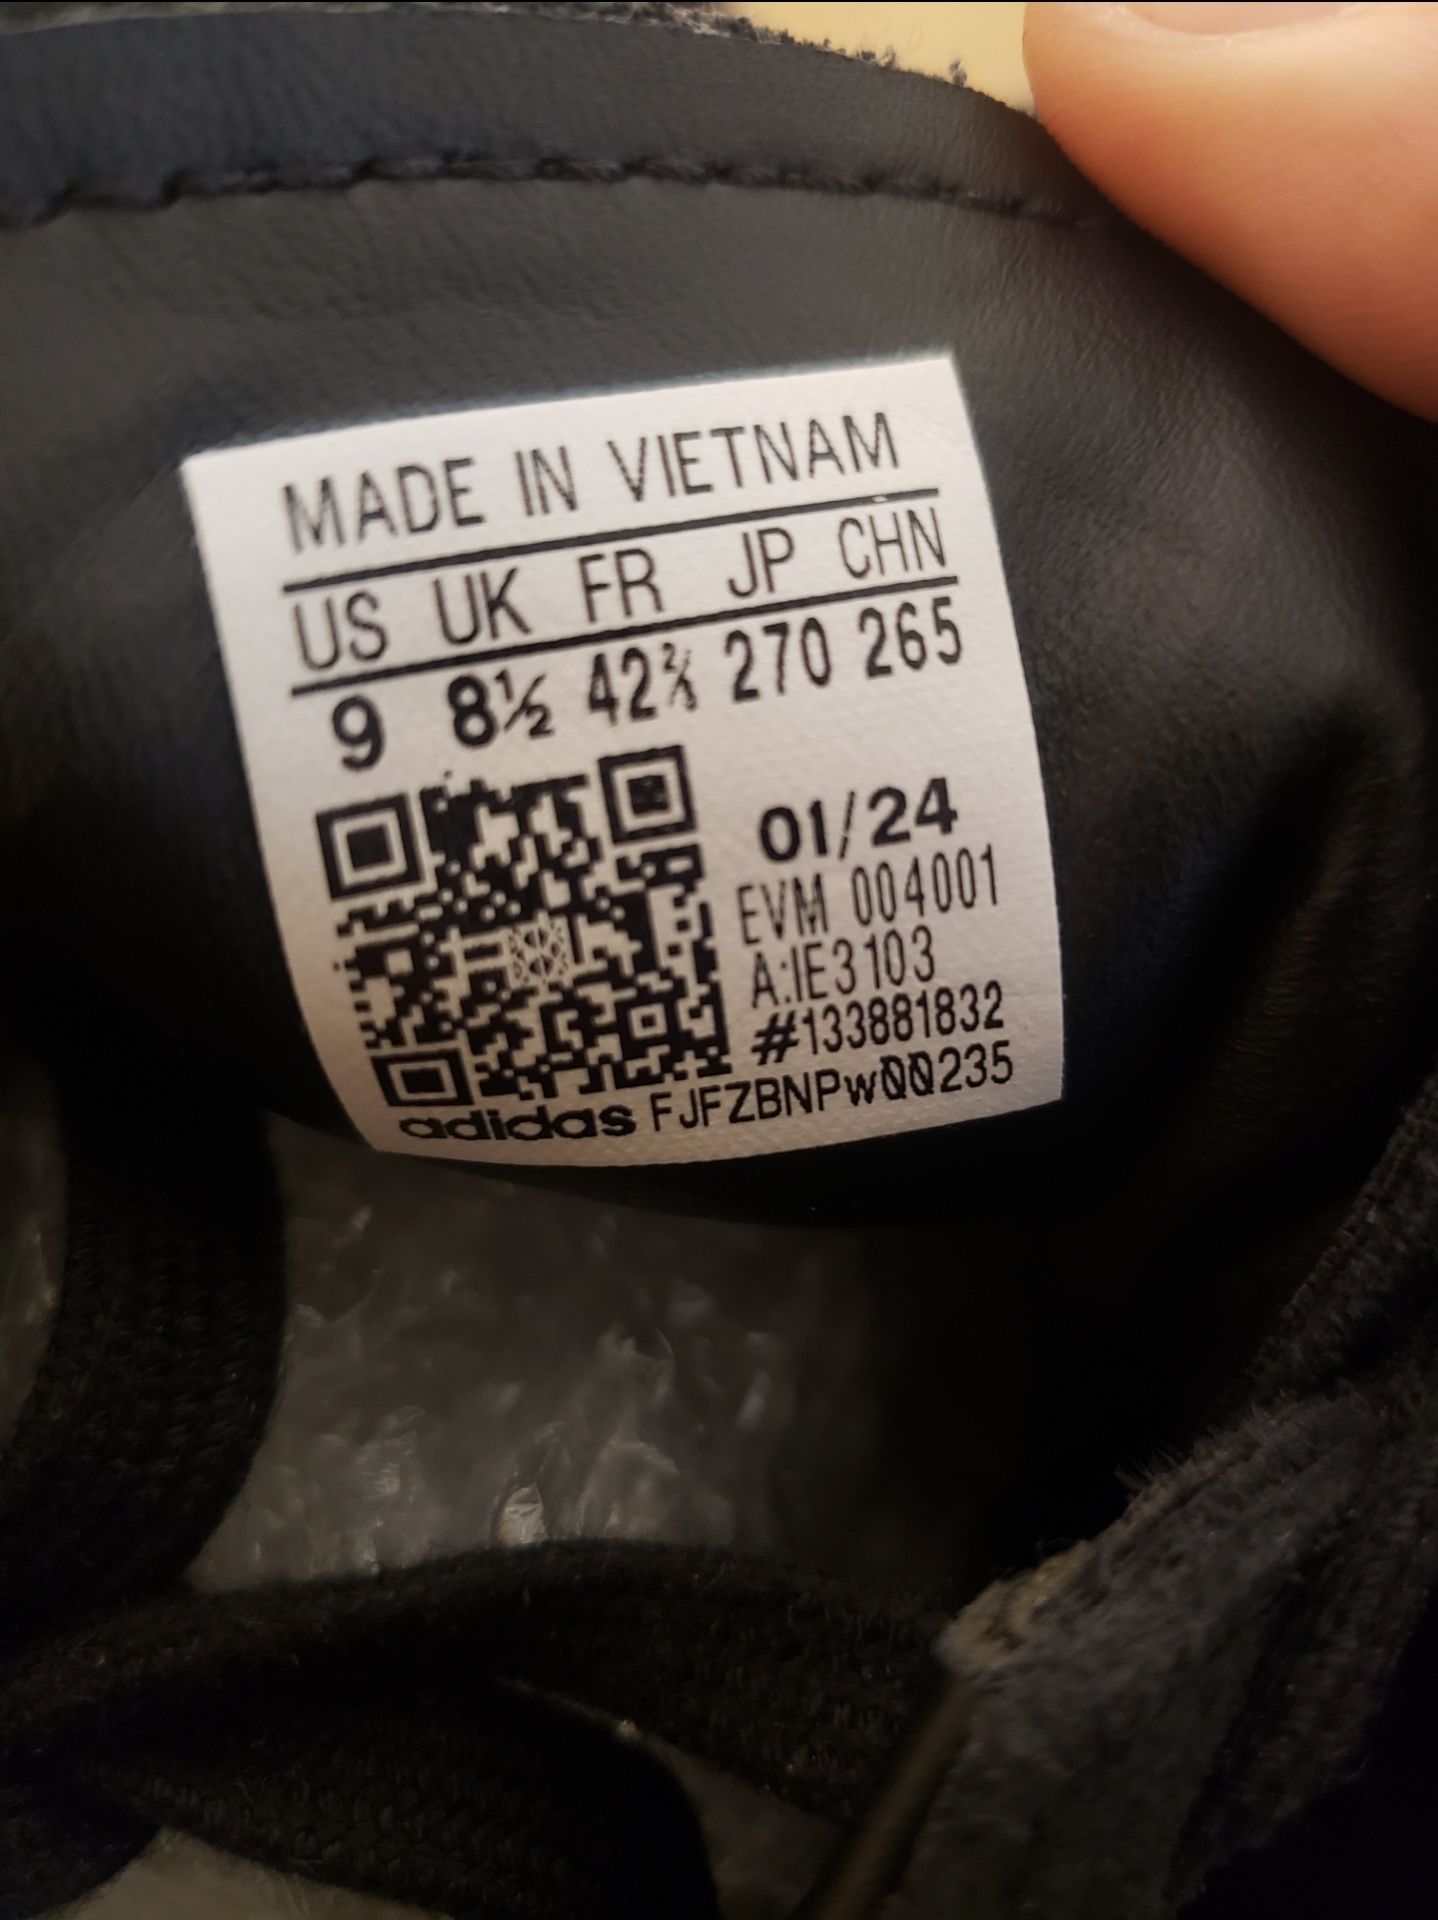 MADE IN VIETNAM
US UK FR JP CHN
9 8½ 42⅔ 270 265
01/24
EVM 004001
A:IE3103
#133881832
adidas FJFZBNPw00235